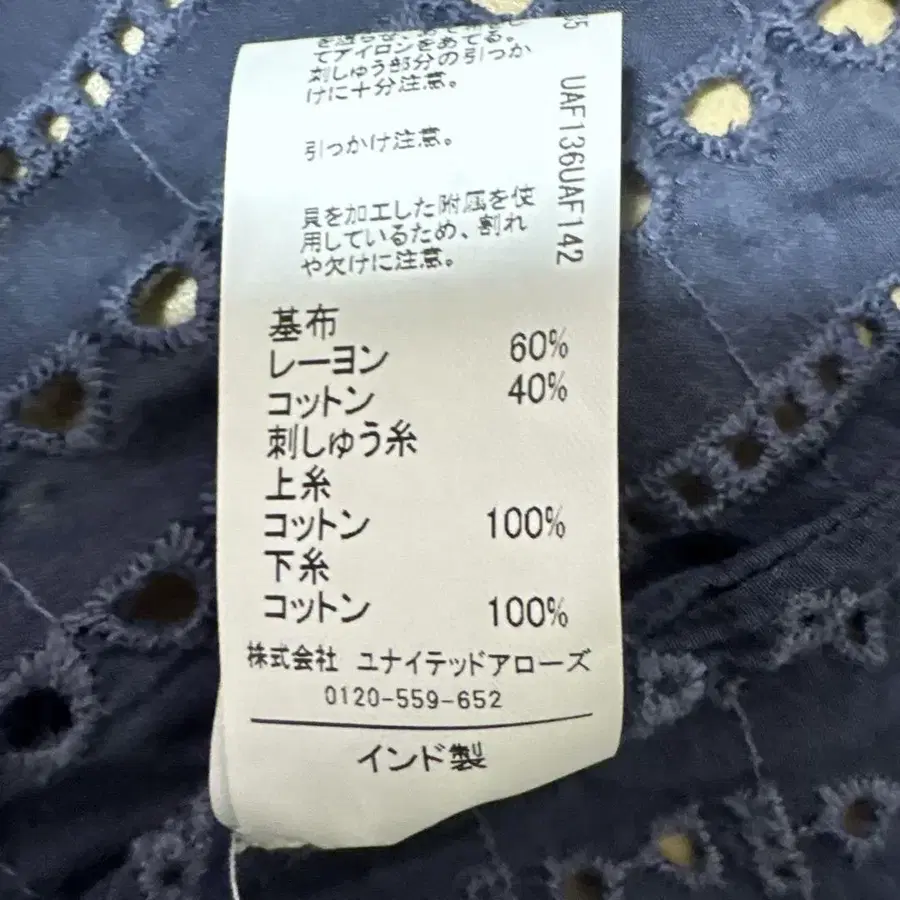 てアイロンをあてる。
刺しゅう部分の引っか
けに十分注意。
引っかけ注意。
貝を加工した附属を使
用しているため、割れ
や欠けに注意。
基布
レーヨン 60%
コットン 40%
刺しゅう糸
上糸
コットン 100%
下糸
コットン 100%
株式会社 ユナイテッドアローズ
0120-559-652
インド製
UAF136UAF142